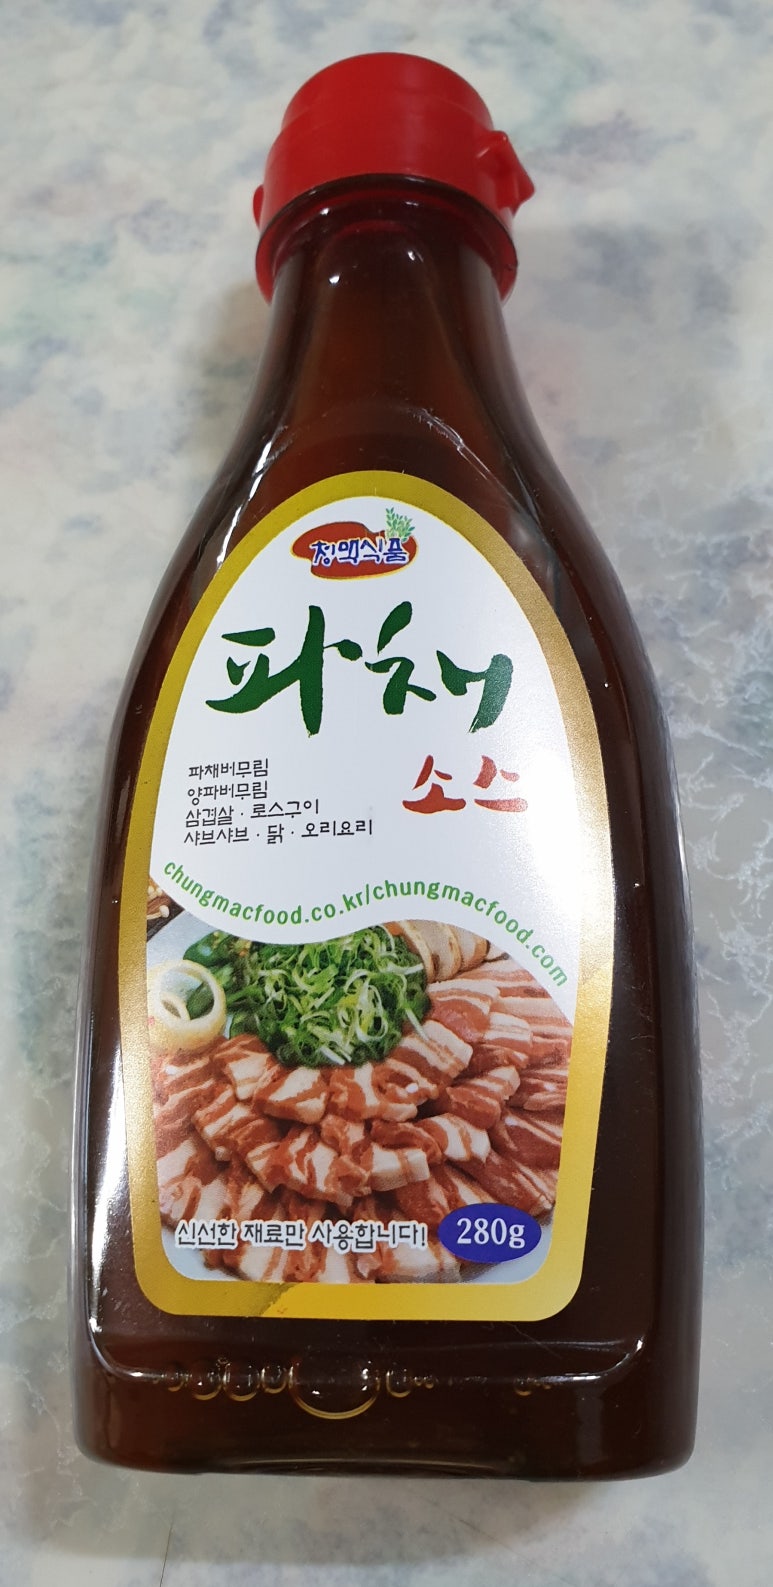 청맥식품
파채
소스
파채버무림
양파버무림
삼겹살 · 로스구이
샤브샤브 · 닭 · 오리요리
chungmacfood.co.kr/chungmacfood.com
신선한 재료만 사용합니다!
280g